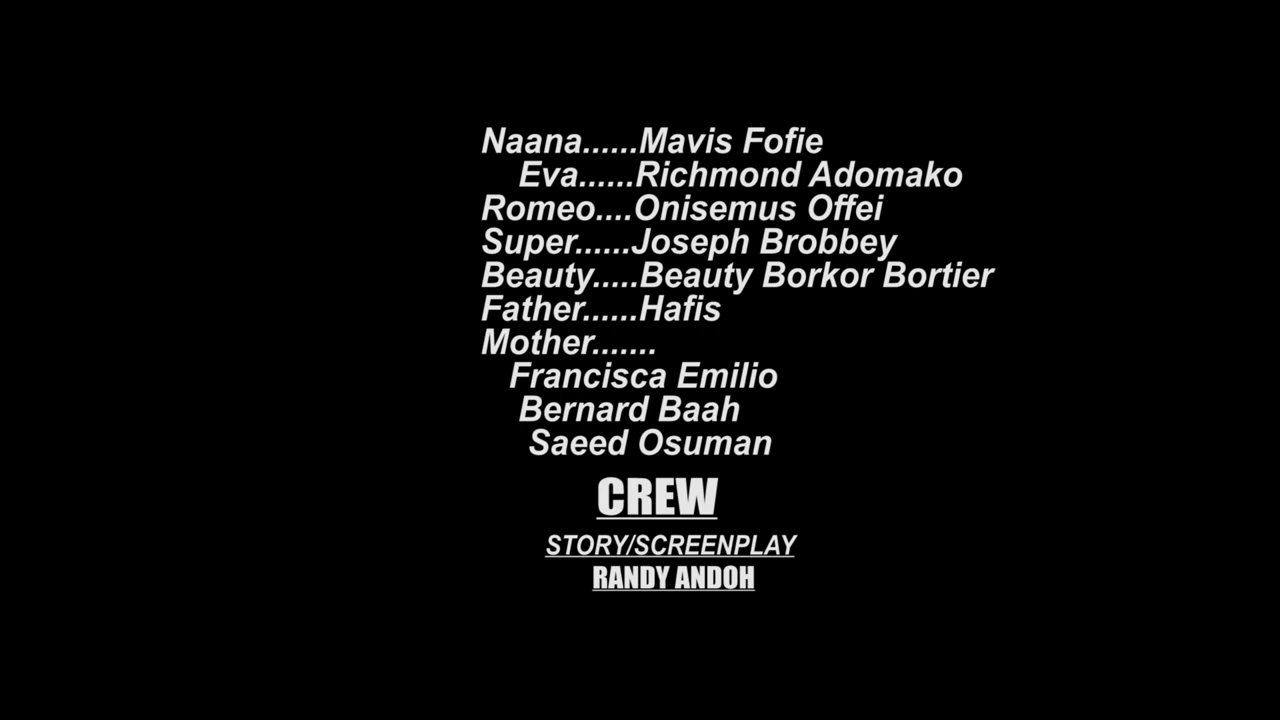 Naana......Mavis Fofie
Eva......Richmond Adomako
Romeo....Onisemus Offei
Super......Joseph Brobbey
Beauty.....Beauty Borkor Bortier
Father......Hafis
Mother.......
Francisca Emilio
Bernard Baah
Saeed Osuman
CREW
STORY/SCREENPLAY
RANDY ANDOH